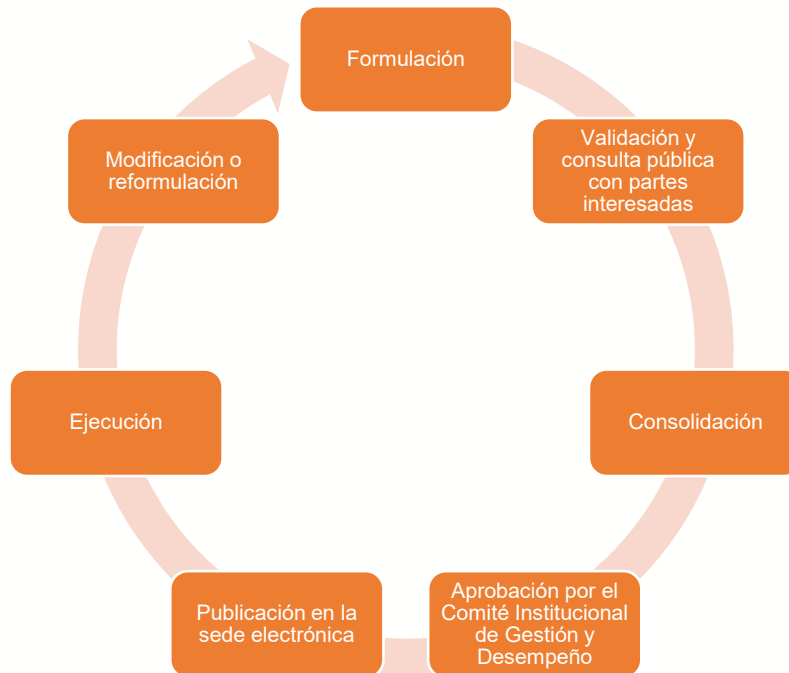 Formulación
Validación y
consulta pública
con partes
interesadas
Consolidación
Aprobación por el
Comité Institucional
de Gestión y
Desempeño
Publicación en la
sede electrónica
Ejecución
Modificación o
reformulación